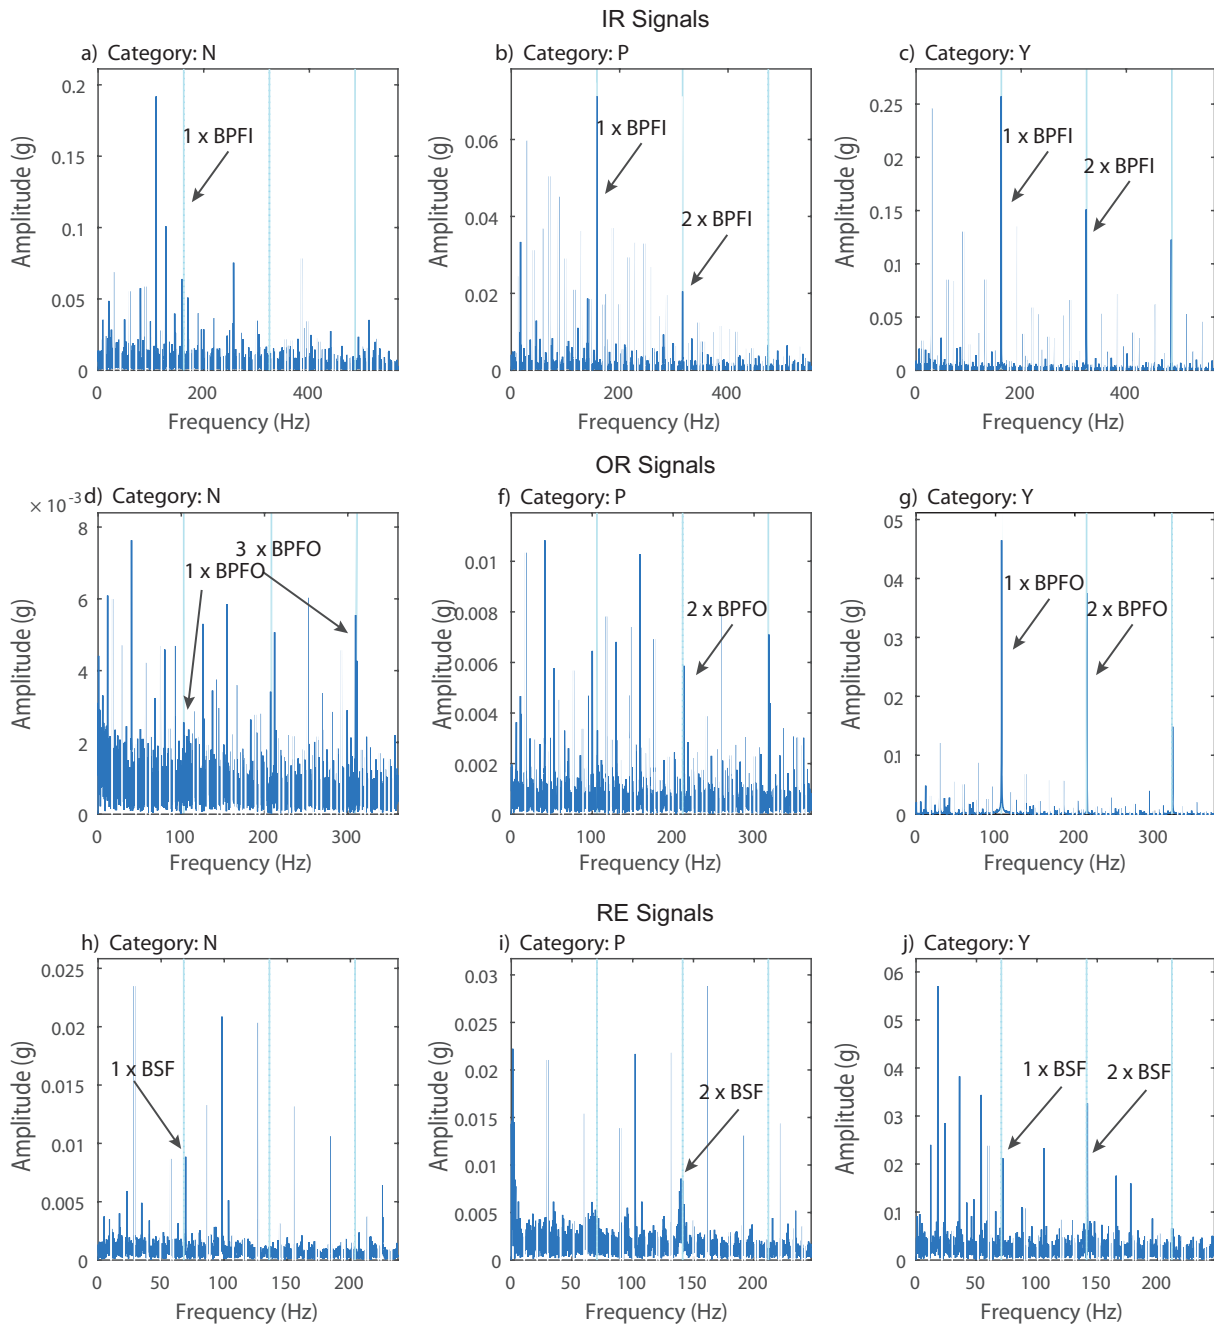 IR Signals
a) Category: N
b) Category: P
c) Category: Y
Amplitude (g)
0.2
0.15
0.1
0.05
0
1 x BPFI
0 200 400
Frequency (Hz)
Amplitude (g)
0.06
0.04
0.02
0
1 x BPFI
2 x BPFI
0 200 400
Frequency (Hz)
Amplitude (g)
0.25
0.2
0.15
0.1
0.05
0
1 x BPFI
2 x BPFI
0 200 400
Frequency (Hz)
OR Signals
× 10-3
d) Category: N
f) Category: P
g) Category: Y
Amplitude (g)
8
6
4
2
0
3 x BPFO
1 x BPFO
0 100 200 300
Frequency (Hz)
Amplitude (g)
0.01
0.008
0.006
0.004
0.002
0
2 x BPFO
0 100 200 300
Frequency (Hz)
Amplitude (g)
05
04
03
02
01
0
1 x BPFO
2 x BPFO
0 100 200 300
Frequency (Hz)
RE Signals
h) Category: N
i) Category: P
j) Category: Y
Amplitude (g)
0.025
0.02
0.015
0.01
0.005
0
1 x BSF
0 100 200
Frequency (Hz)
Amplitude (g)
0.03
0.025
0.02
0.015
0.01
0.005
0
2 x BSF
0 50 100 150 200
Frequency (Hz)
Amplitude (g)
06
05
04
03
02
01
0
1 x BSF
2 x BSF
0 50 100 150 200
Frequency (Hz)